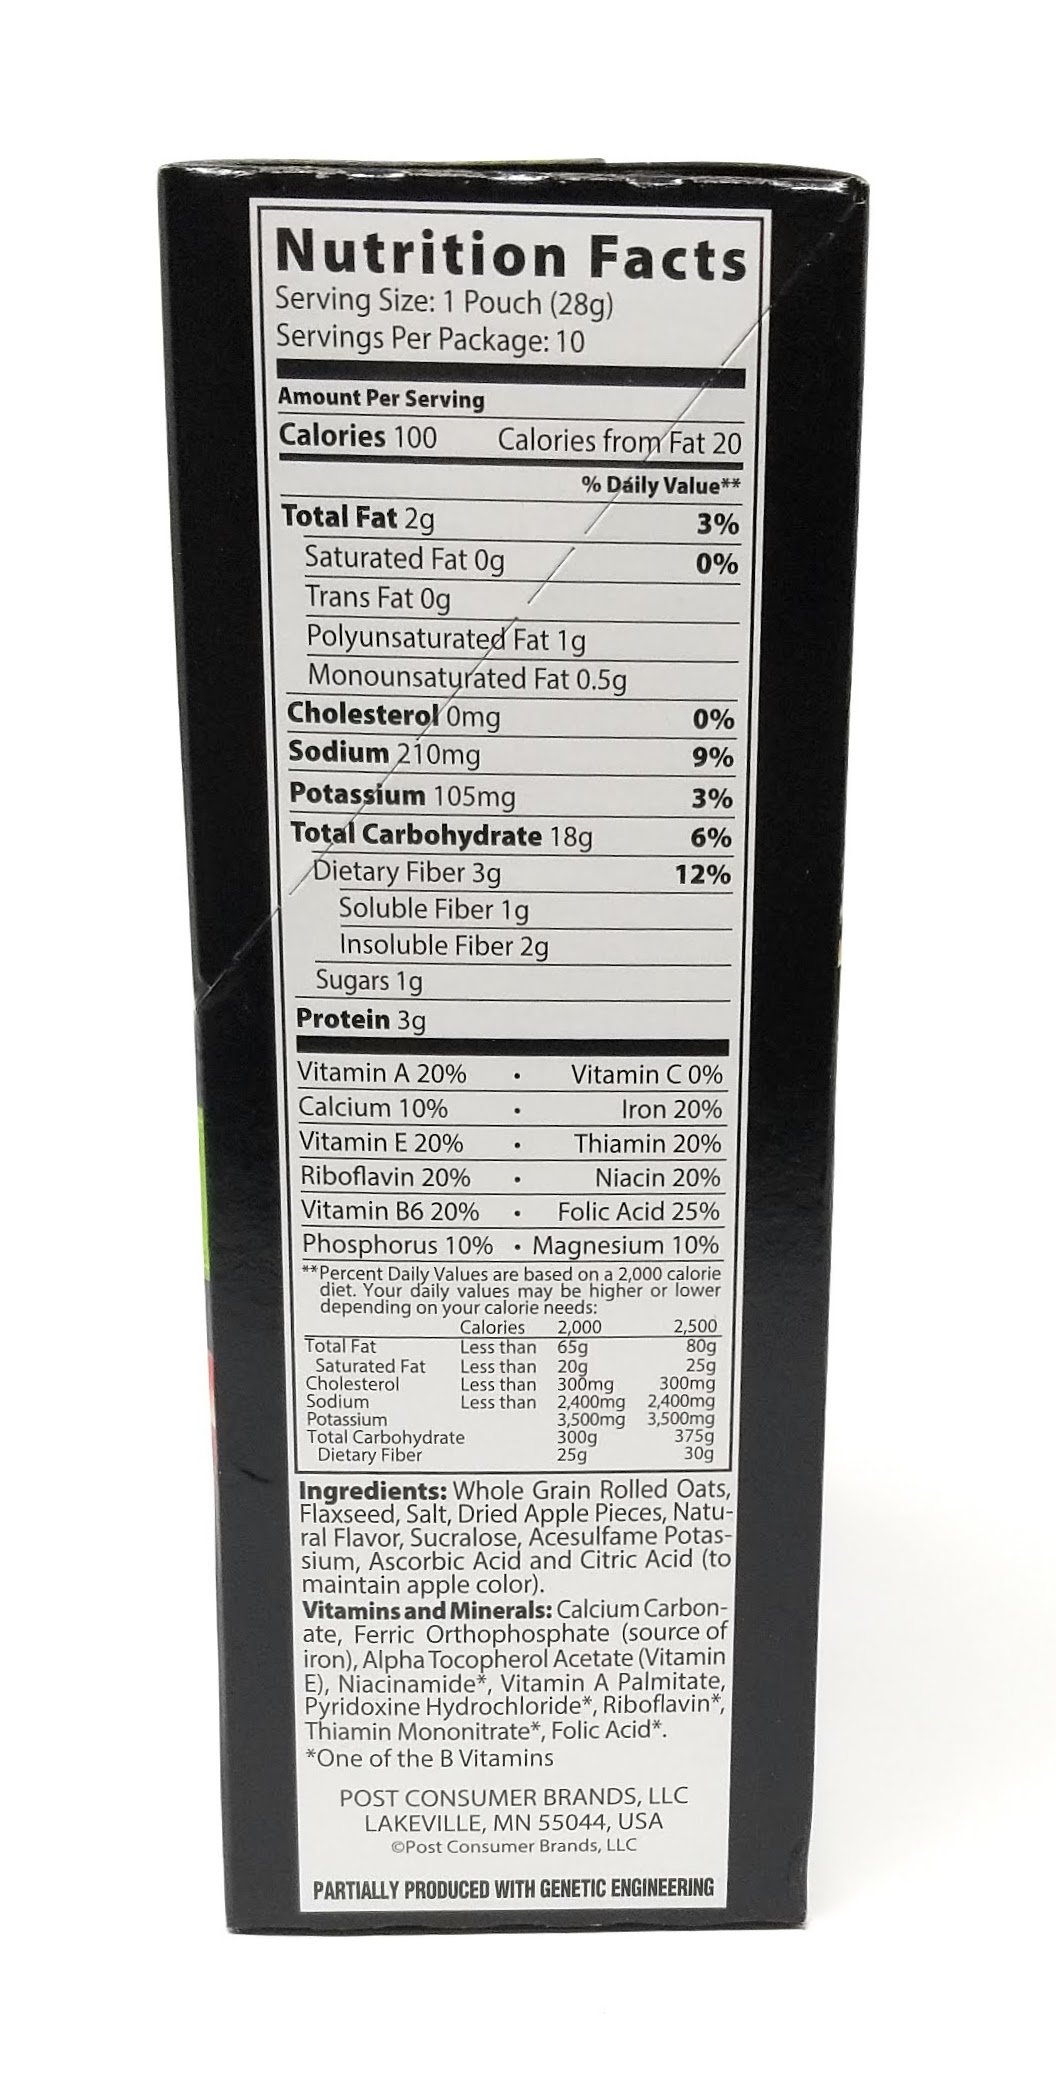 Nutrition Facts
Serving Size: 1 Pouch (28g)
Servings Per Package: 10
Amount Per Serving
Calories 100 Calories from Fat 20
% Daily Value**
Total Fat 2g 3%
Saturated Fat 0g 0%
Trans Fat 0g
Polyunsaturated Fat 1g
Monounsaturated Fat 0.5g
Cholesterol 0mg 0%
Sodium 210mg 9%
Potassium 105mg 3%
Total Carbohydrate 18g 6%
Dietary Fiber 3g 12%
Soluble Fiber 1g
Insoluble Fiber 2g
Sugars 1g
Protein 3g
Vitamin A 20% • Vitamin C 0%
Calcium 10% • Iron 20%
Vitamin E 20% • Thiamin 20%
Riboflavin 20% • Niacin 20%
Vitamin B6 20% • Folic Acid 25%
Phosphorus 10% • Magnesium 10%
**Percent Daily Values are based on a 2,000 calorie
diet. Your daily values may be higher or lower
depending on your calorie needs:
Calories 2,000 2,500
Total Fat Less than 65g 80g
Saturated Fat Less than 20g 25g
Cholesterol Less than 300mg 300mg
Sodium Less than 2,400mg 2,400mg
Potassium 3,500mg 3,500mg
Total Carbohydrate 300g 375g
Dietary Fiber 25g 30g
Ingredients: Whole Grain Rolled Oats,
Flaxseed, Salt, Dried Apple Pieces, Natu-
ral Flavor, Sucralose, Acesulfame Potas-
sium, Ascorbic Acid and Citric Acid (to
maintain apple color).
Vitamins and Minerals: Calcium Carbon-
ate, Ferric Orthophosphate (source of
iron), Alpha Tocopherol Acetate (Vitamin
E), Niacinamide*, Vitamin A Palmitate,
Pyridoxine Hydrochloride*, Riboflavin*,
Thiamin Mononitrate*, Folic Acid*.
*One of the B Vitamins
POST CONSUMER BRANDS, LLC
LAKEVILLE, MN 55044, USA
©Post Consumer Brands, LLC
PARTIALLY PRODUCED WITH GENETIC ENGINEERING